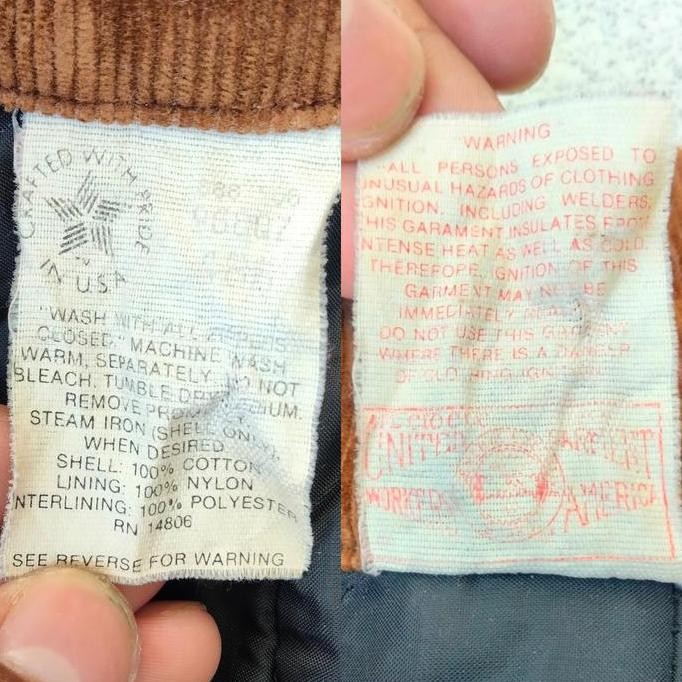 CRAFTED WITH PRIDE
IN USA
"WASH WITH ALL ZIPPERS
CLOSED." MACHINE WASH
WARM, SEPARATELY. DO NOT
BLEACH. TUMBLE DRY MEDIUM.
REMOVE PROMPTLY.
STEAM IRON (SHELL ONLY),
WHEN DESIRED
SHELL: 100% COTTON
LINING: 100% NYLON
INTERLINING: 100% POLYESTER
RN 14806
SEE REVERSE FOR WARNING
WARNING
ALL PERSONS EXPOSED TO
UNUSUAL HAZARDS OF CLOTHING
IGNITION. INCLUDING WELDERS,
THIS GARAMENT INSULATES FROM
INTENSE HEAT AS WELL AS COLD.
THEREFOPE, IGNITION OF THIS
GARMENT MAY NOT BE
IMMEDIATELY
DO NOT USE THIS GARMENT
WHERE THERE IS A DANGER
OF CLOTHING IGNITION
UNITED GARMENT
WORKERS AMERICA